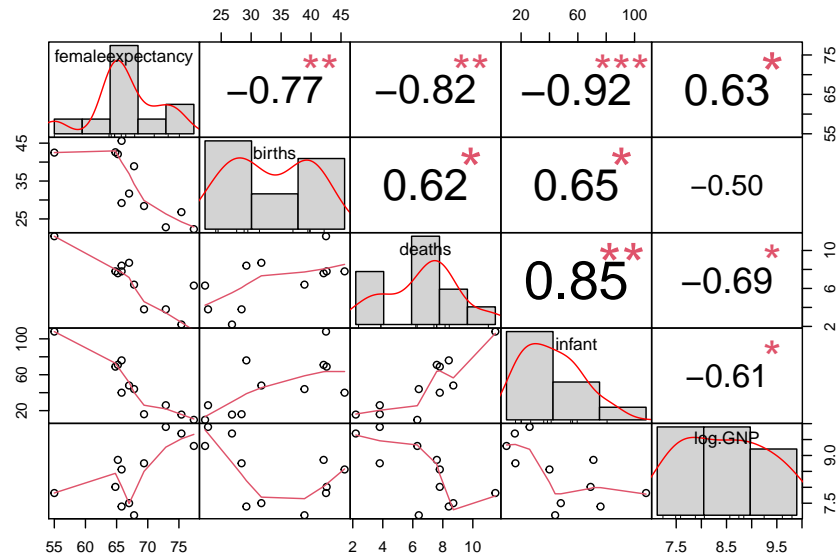 25 30 35 40 45 20 60 100
femaleexpectancy −0.77 ** −0.82 ** −0.92 *** 0.63 * 55 65 75
25 35 45 births 0.62 * 0.65 * −0.50
deaths 0.85 ** −0.69 * 2 6 10
20 60 100 infant −0.61 *
log.GNP 7.5 9.0
55 60 65 70 75 2 4 6 8 10 7.5 8.5 9.5